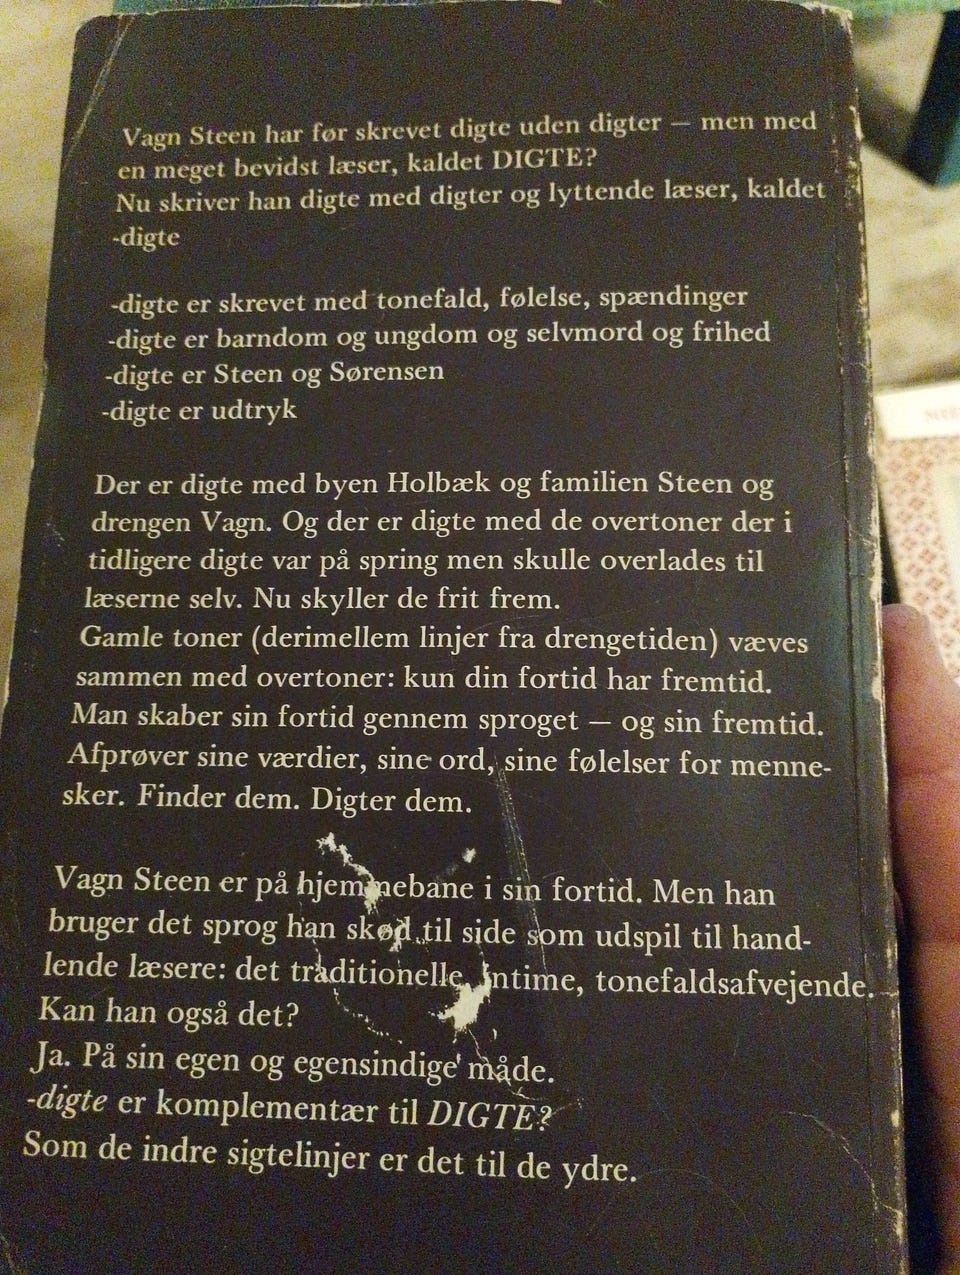 Vagn Steen har før skrevet digte uden digter — men med
en meget bevidst læser, kaldet DIGTE?
Nu skriver han digte med digter og lyttende læser, kaldet
-digte
-digte er skrevet med tonefald, følelse, spændinger
-digte er barndom og ungdom og selvmord og frihed
-digte er Steen og Sørensen
-digte er udtryk
Der er digte med byen Holbæk og familien Steen og
drengen Vagn. Og der er digte med de overtoner der i
tidligere digte var på spring men skulle overlades til
læserne selv. Nu skyller de frit frem.
Gamle toner (derimellem linjer fra drengetiden) væves
sammen med overtoner: kun din fortid har fremtid.
Man skaber sin fortid gennem sproget — og sin fremtid.
Afprøver sine værdier, sine ord, sine følelser for menne-
sker. Finder dem. Digter dem.
Vagn Steen er på hjemmebane i sin fortid. Men han
bruger det sprog han skød til side som udspil til hand-
lende læsere: det traditionelle, intime, tonefaldsafvejende.
Kan han også det?
Ja. På sin egen og egensindige måde.
-digte er komplementær til DIGTE?
Som de indre sigtelinjer er det til de ydre.